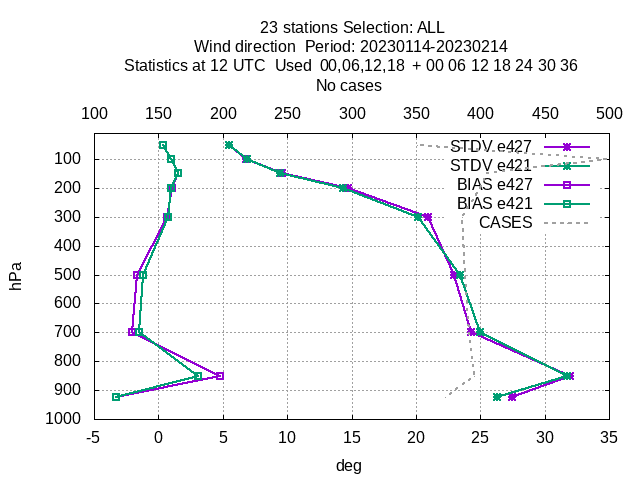 23 stations Selection: ALL
Wind direction  Period: 20230114-20230214
Statistics at 12 UTC  Used  00,06,12,18  + 00 06 12 18 24 30 36
No cases
100 150 200 250 300 350 400 450 500
STDV e427
STDV e421
BIAS e427
BIAS e421
CASES
hPa
100
200
300
400
500
600
700
800
900
1000
-5 0 5 10 15 20 25 30 35
deg